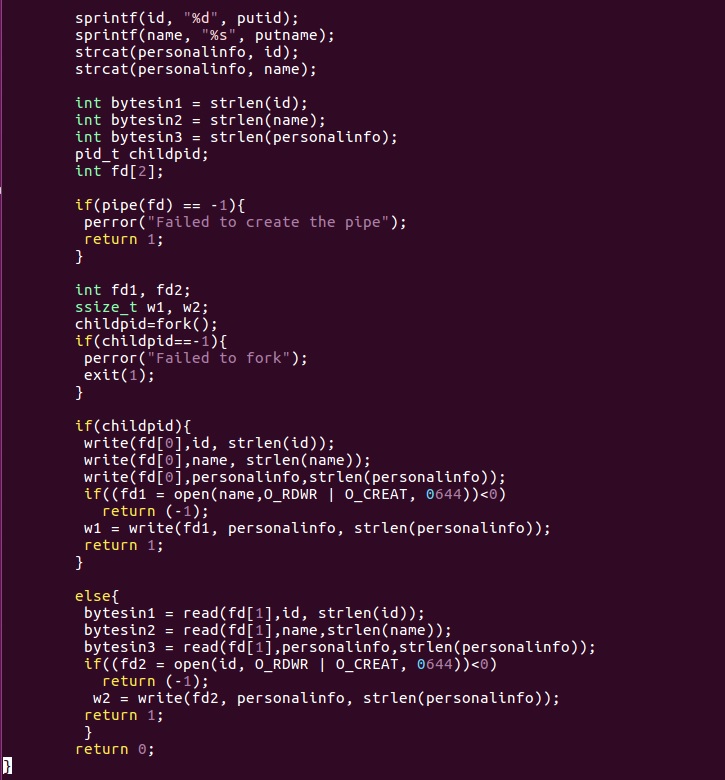 sprintf(id, "%d", putid);
sprintf(name, "%s", putname);
strcat(personalinfo, id);
strcat(personalinfo, name);
int bytesin1 = strlen(id);
int bytesin2 = strlen(name);
int bytesin3 = strlen(personalinfo);
pid_t childpid;
int fd[2];
if(pipe(fd) == -1){
perror("Failed to create the pipe");
return 1;
}
int fd1, fd2;
ssize_t w1, w2;
childpid=fork();
if(childpid==-1){
perror("Failed to fork");
exit(1);
}
if(childpid){
write(fd[0],id, strlen(id));
write(fd[0],name, strlen(name));
write(fd[0],personalinfo,strlen(personalinfo));
if((fd1 = open(name,O_RDWR | O_CREAT, 0644))<0)
return (-1);
w1 = write(fd1, personalinfo, strlen(personalinfo));
return 1;
}
else{
bytesin1 = read(fd[1],id, strlen(id));
bytesin2 = read(fd[1],name,strlen(name));
bytesin3 = read(fd[1],personalinfo,strlen(personalinfo));
if((fd2 = open(id, O_RDWR | O_CREAT, 0644))<0)
return (-1);
w2 = write(fd2, personalinfo, strlen(personalinfo));
return 1;
}
return 0;
}